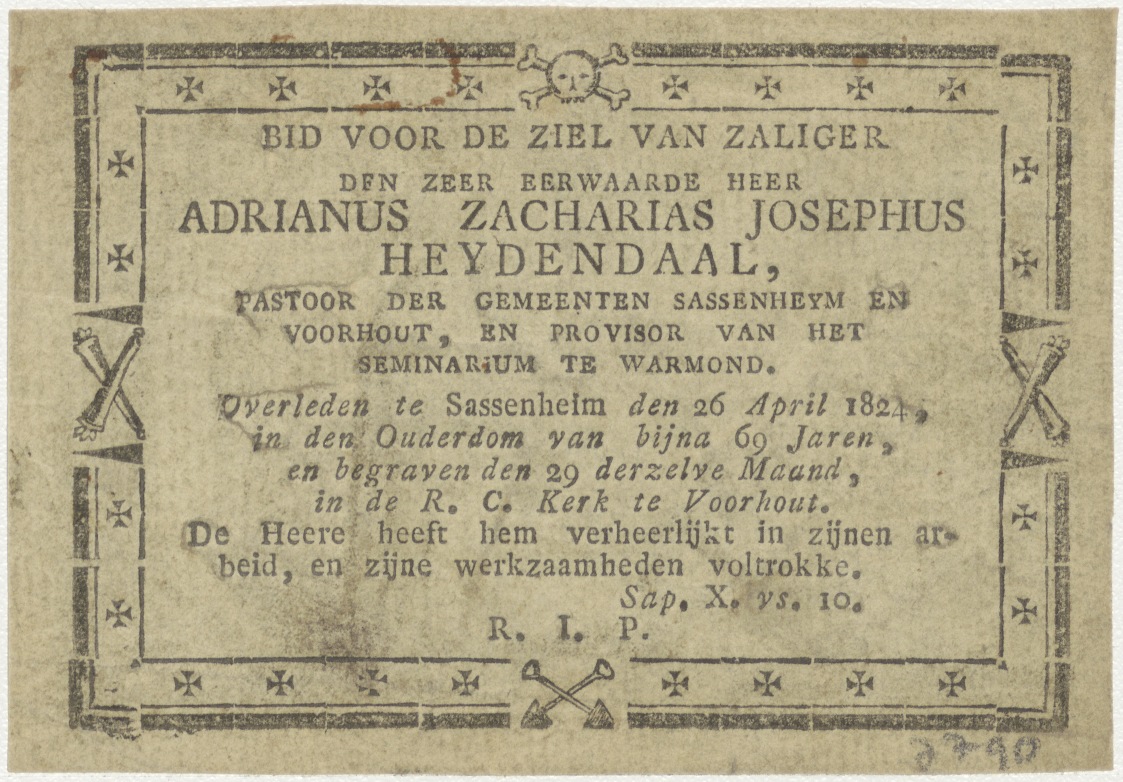 BID VOOR DE ZIEL VAN ZALIGER
DEN ZEER EERWAARDE HEER
ADRIANUS ZACHARIAS JOSEPHUS
HEYDENDAAL,
PASTOOR DER GEMEENTEN SASSENHEYM EN
VOORHOUT, EN PROVISOR VAN HET
SEMINARiUM TE WARMOND.
Overleden te Sassenheim den 26 April 1824,
in den Ouderdom van bijna 69 Jaren,
en begraven den 29 derzelve Maand,
in de R. C. Kerk te Voorhout.
De Heere heeft hem verheerlijkt in zijnen ar-
beid, en zijne werkzaamheden voltrokke.
Sap. X. vs. 10.
R. I. P.